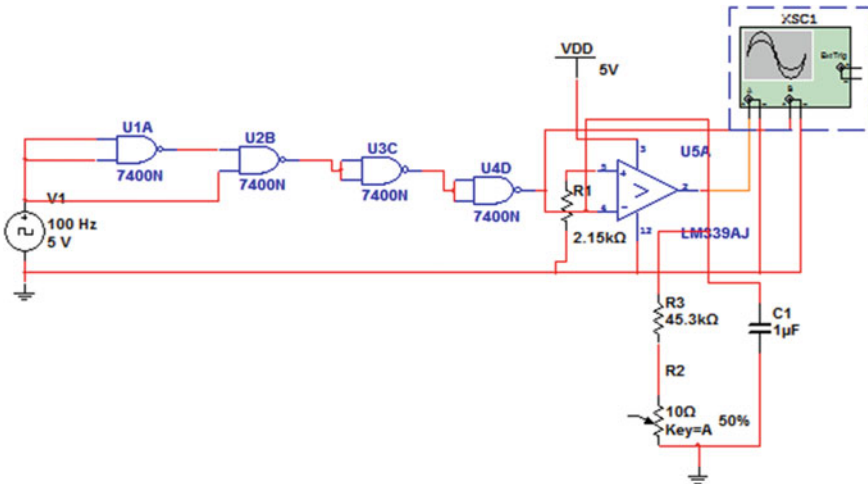 XSC1
Ext Trig
A
B
VDD
5V
U1A
7400N
U2B
7400N
U3C
7400N
U4D
7400N
V1
100 Hz
5 V
R1
2.15kΩ
3
5
4
2
12
U5A
LM339AJ
R3
45.3kΩ
R2
10Ω
Key=A
50%
C1
1µF